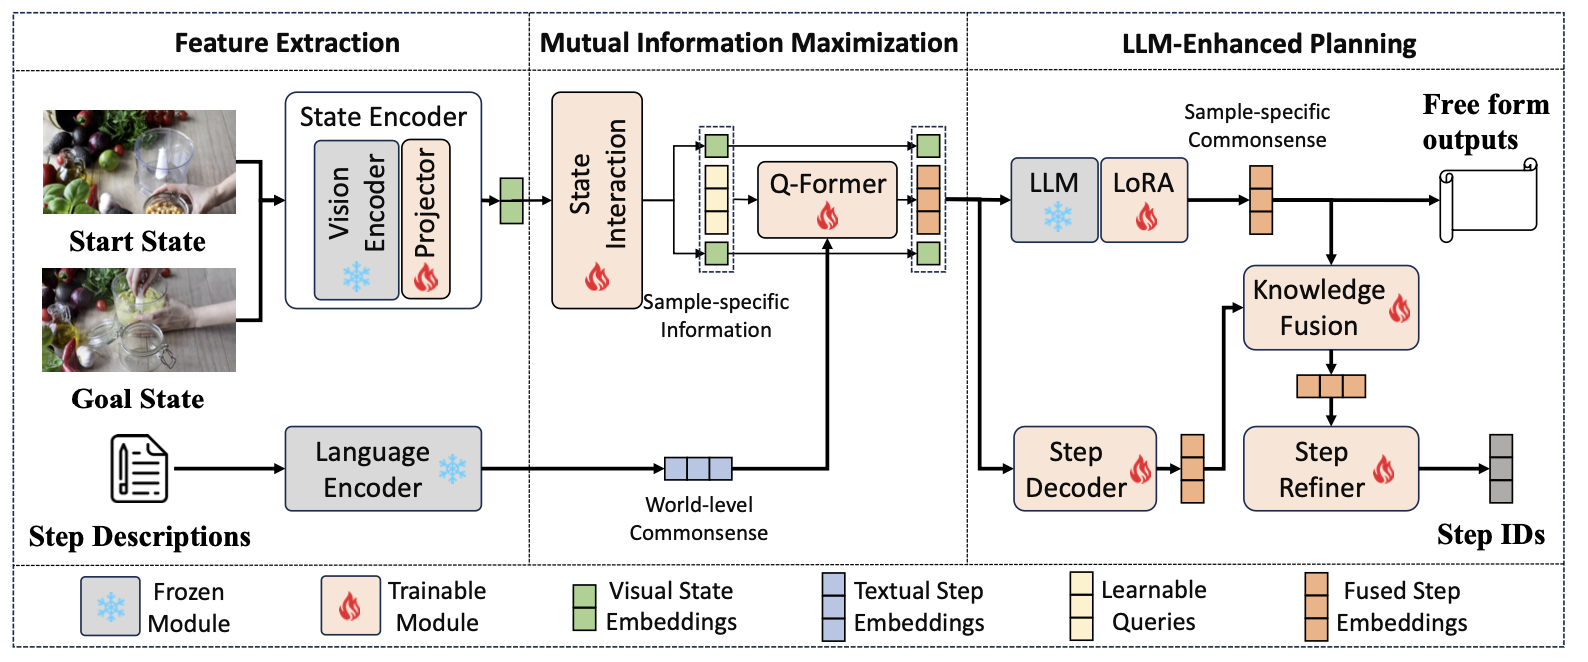 Feature Extraction
Mutual Information Maximization
LLM-Enhanced Planning
State Encoder
Vision
Encoder
Projector
Start State
Goal State
Step Descriptions
Language
Encoder
State
Interaction
Q-Former
Sample-specific
Information
World-level
Commonsense
LLM
LoRA
Sample-specific
Commonsense
Free form
outputs
Knowledge
Fusion
Step
Decoder
Step
Refiner
Step IDs
Frozen
Module
Trainable
Module
Visual State
Embeddings
Textual Step
Embeddings
Learnable
Queries
Fused Step
Embeddings